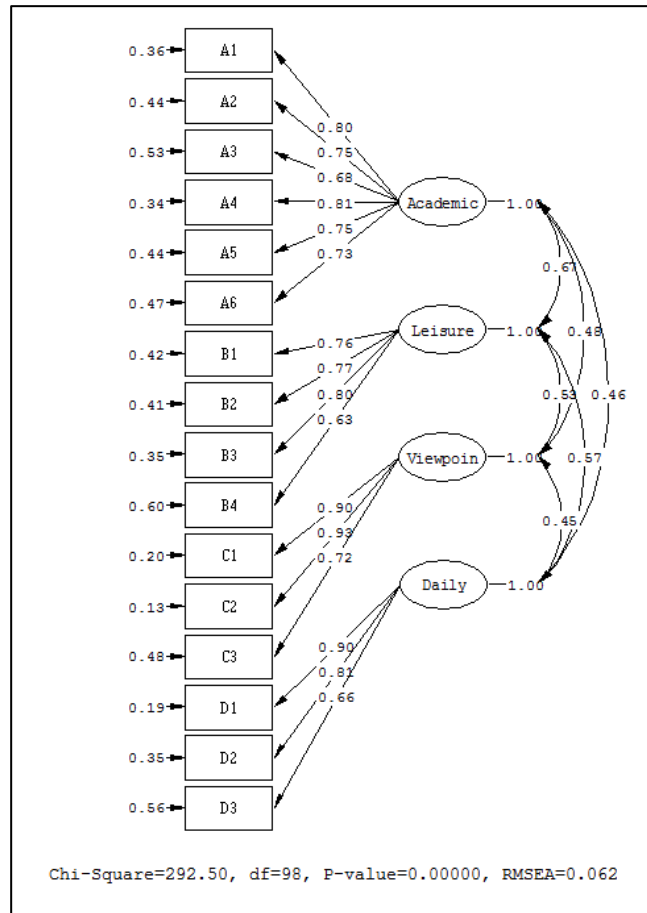 0.36 A1
0.80
0.44 A2
0.75
0.53 A3
0.68
0.34 A4 0.81 Academic 1.00
0.44 A5 0.75
0.73
0.67
0.47 A6
0.42 B1 0.76 Leisure 1.00 0.48
0.77
0.41 B2 0.80 0.53 0.46
0.63
0.35 B3 Viewpoin 1.00 0.57
0.60 B4 0.90
0.93
0.45
0.20 C1 0.72
0.13 C2 Daily 1.00
0.48 C3 0.90
0.81
0.19 D1 0.66
0.35 D2
0.56 D3
Chi-Square=292.50, df=98, P-value=0.00000, RMSEA=0.062